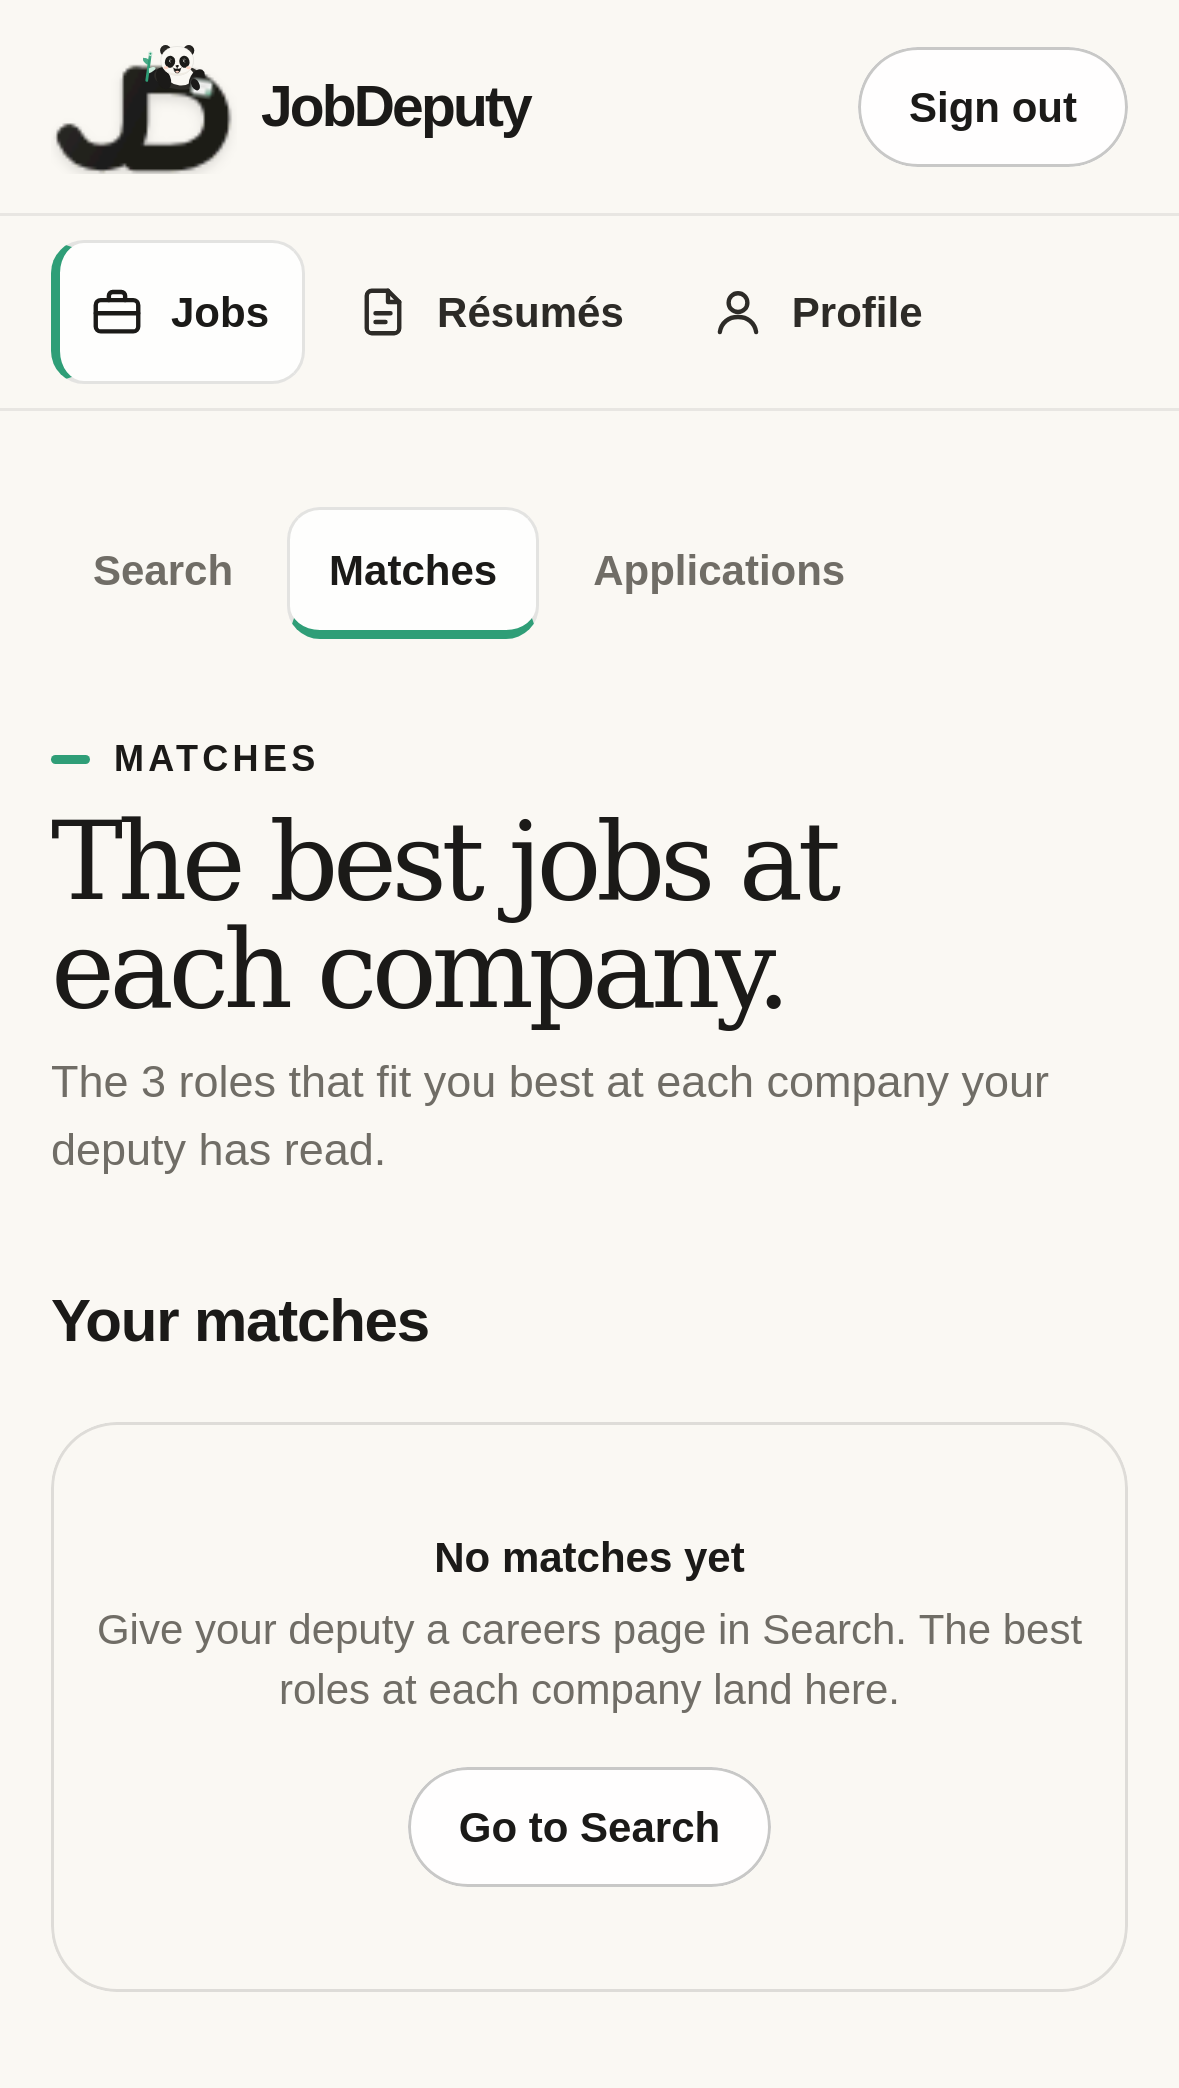 JD
JobDeputy
Sign out
Jobs
Résumés
Profile
Search
Matches
Applications
MATCHES
The best jobs at
each company.
The 3 roles that fit you best at each company your
deputy has read.
Your matches
No matches yet
Give your deputy a careers page in Search. The best
roles at each company land here.
Go to Search